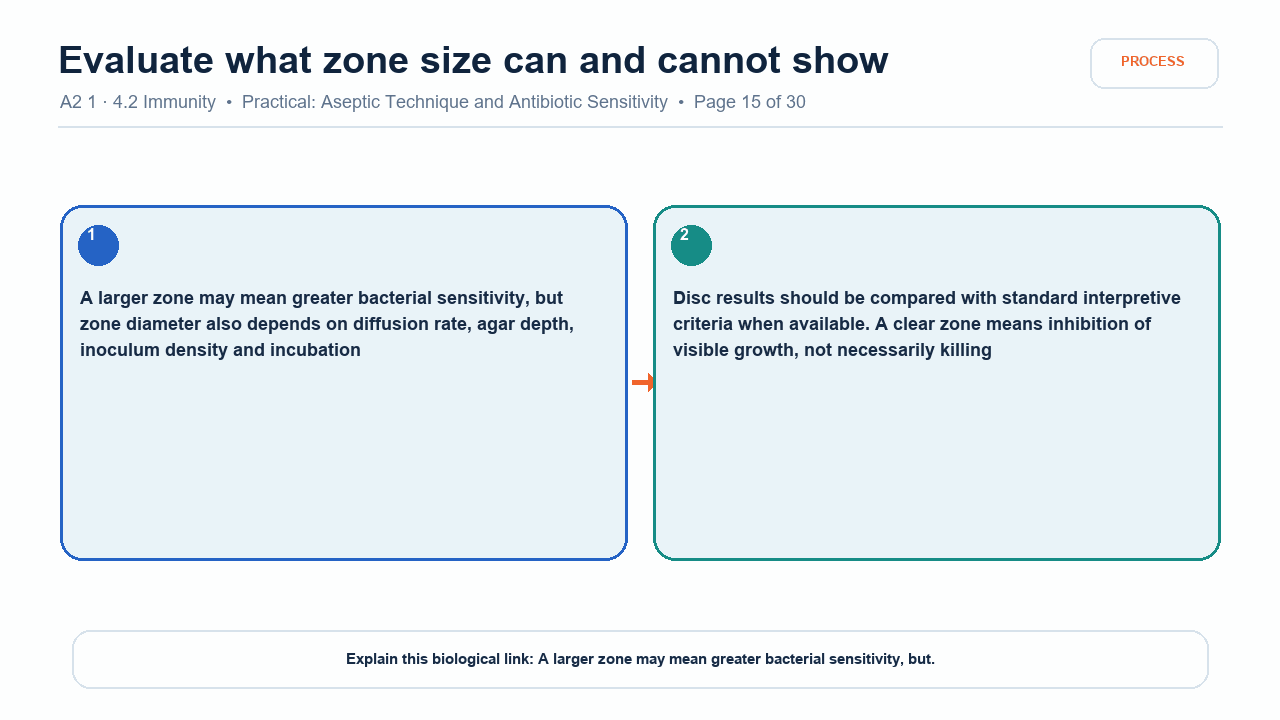 Evaluate what zone size can and cannot show
PROCESS
A2 1 · 4.2 Immunity • Practical: Aseptic Technique and Antibiotic Sensitivity • Page 15 of 30
1
A larger zone may mean greater bacterial sensitivity, but
zone diameter also depends on diffusion rate, agar depth,
inoculum density and incubation
2
Disc results should be compared with standard interpretive
criteria when available. A clear zone means inhibition of
visible growth, not necessarily killing
Explain this biological link: A larger zone may mean greater bacterial sensitivity, but.